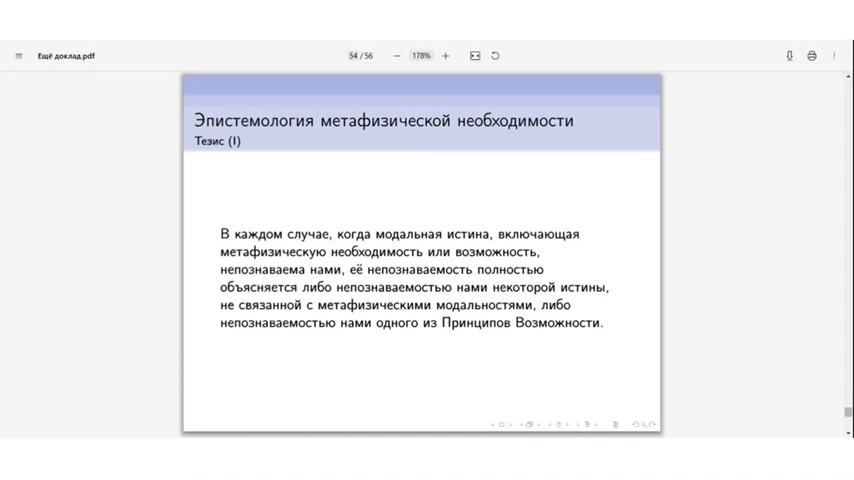 Ещё доклад.pdf
54 / 56
178%
Эпистемология метафизической необходимости
Тезис (I)
В каждом случае, когда модальная истина, включающая
метафизическую необходимость или возможность,
непознаваема нами, её непознаваемость полностью
объясняется либо непознаваемостью нами некоторой истины,
не связанной с метафизическими модальностями, либо
непознаваемостью нами одного из Принципов Возможности.